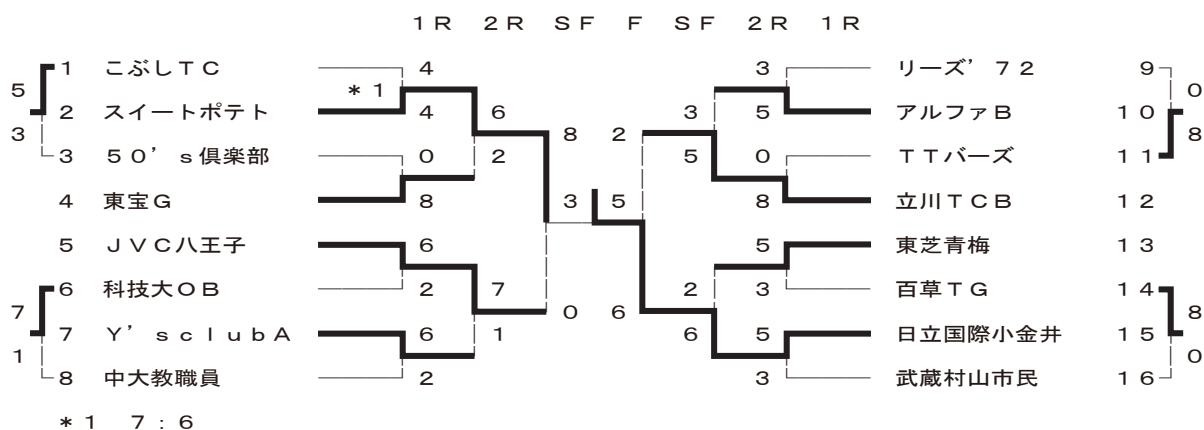 １Ｒ ２Ｒ ＳＦ Ｆ ＳＦ ２Ｒ １Ｒ
１ こぶしＴＣ ４ ３ リーズ’７２ ９
５ ＊１ ０
２ スイートポテト ４ ６ ３ ５ アルファＢ １０
３ ８ ２ ８
３ ５０’ｓ倶楽部 ０ ２ ５ ０ ＴＴバーズ １１
４ 東宝Ｇ ８ ３ ５ ８ 立川ＴＣＢ １２
５ ＪＶＣ八王子 ６ ５ 東芝青梅 １３
６ 科技大ＯＢ ２ ７ ２ ３ 百草ＴＧ １４
７ ０ ６ ８
７ Ｙ’ｓｃｌｕｂＡ ６ １ ６ ５ 日立国際小金井 １５
１ ０
８ 中大教職員 ２ ３ 武蔵村山市民 １６
＊１ ７：６